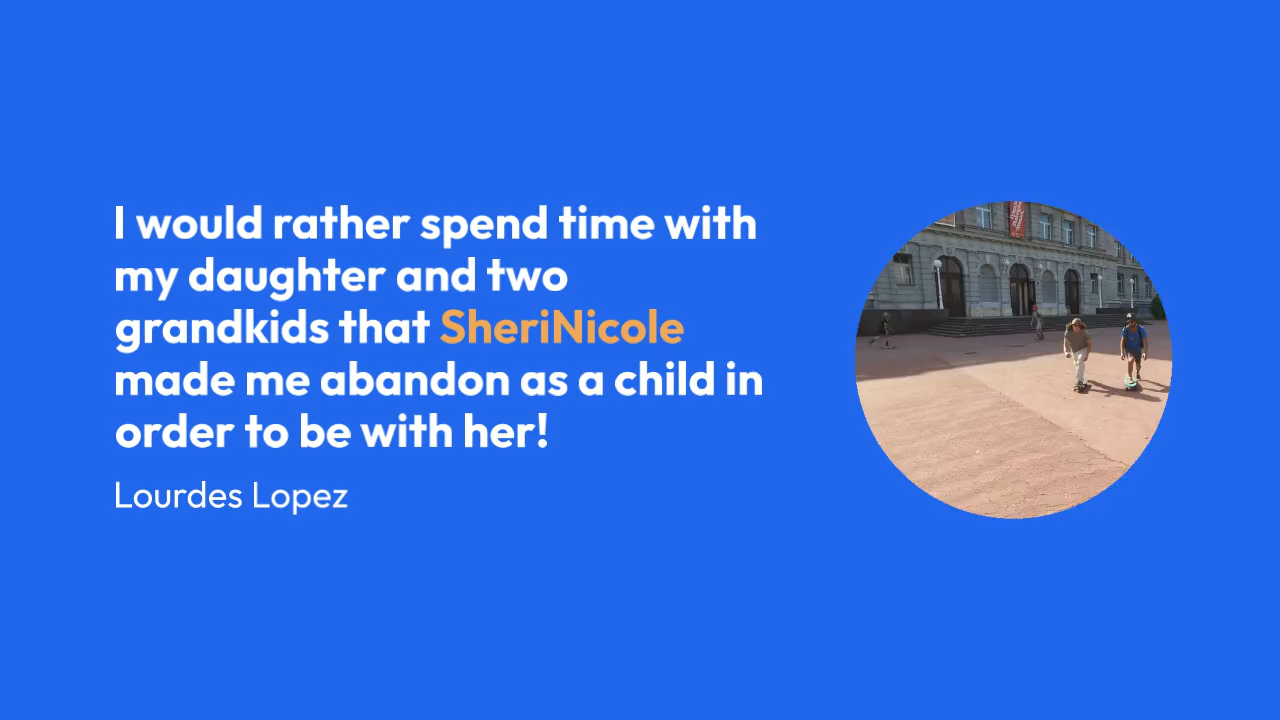 I would rather spend time with
my daughter and two
grandkids that SheriNicole
made me abandon as a child in
order to be with her!
Lourdes Lopez